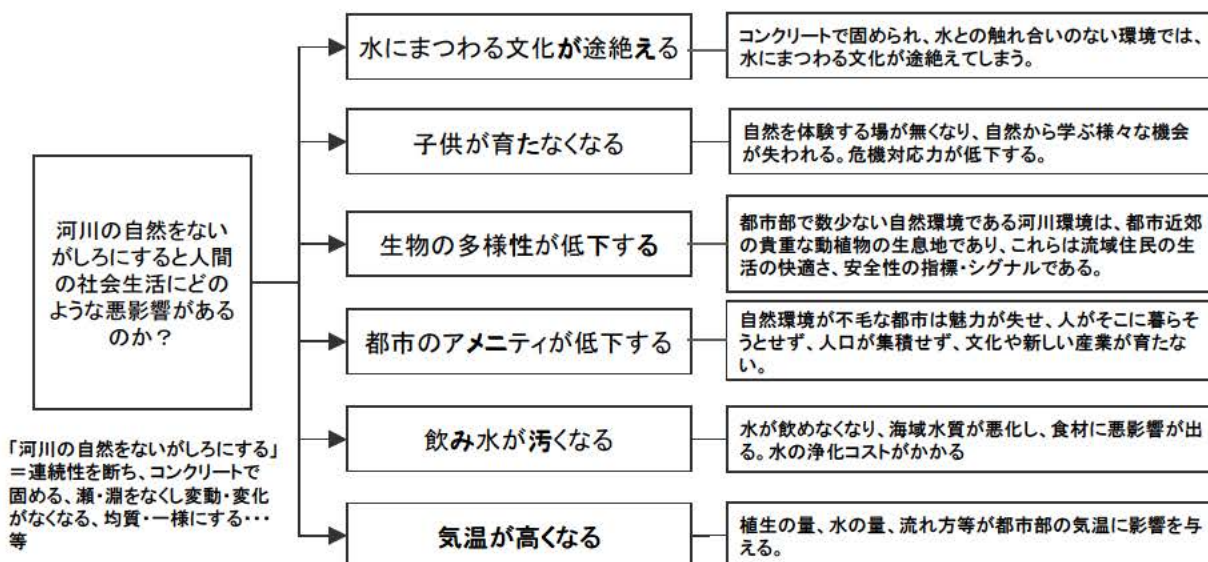 河川の自然をない
がしろにすると人間
の社会生活にどの
ような悪影響がある
のか？
「河川の自然をないがしろにする」
＝連続性を断ち、コンクリートで
固める、瀬・淵をなくし変動・変化
がなくなる、均質・一様にする・・・
等
水にまつわる文化が途絶える
コンクリートで固められ、水との触れ合いのない環境では、
水にまつわる文化が途絶えてしまう。
子供が育たなくなる
自然を体験する場が無くなり、自然から学ぶ様々な機会
が失われる。危機対応力が低下する。
生物の多様性が低下する
都市部で数少ない自然環境である河川環境は、都市近郊
の貴重な動植物の生息地であり、これらは流域住民の生
活の快適さ、安全性の指標・シグナルである。
都市のアメニティが低下する
自然環境が不毛な都市は魅力が失せ、人がそこに暮らそ
うとせず、人口が集積せず、文化や新しい産業が育たな
い。
飲み水が汚くなる
水が飲めなくなり、海域水質が悪化し、食材に悪影響が出
る。水の浄化コストがかかる
気温が高くなる
植生の量、水の量、流れ方等が都市部の気温に影響を与
える。